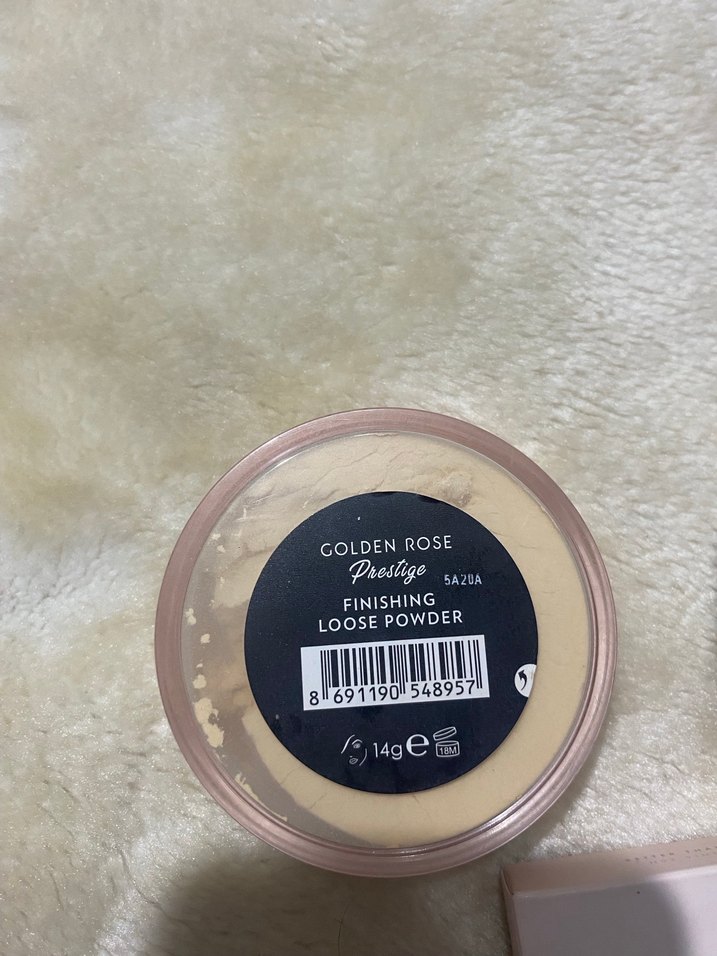 GOLDEN ROSE
Prestige
5A20A
FINISHING
LOOSE POWDER
8 691190 548957
14g e
18M